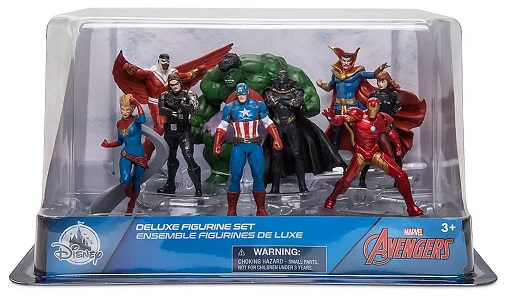 DELUXE FIGURINE SET
ENSEMBLE FIGURINES DE LUXE
Disney
WARNING:
CHOKING HAZARD - Small parts.
NOT FOR CHILDREN UNDER 3 YEARS.
MARVEL
AVENGERS
3+